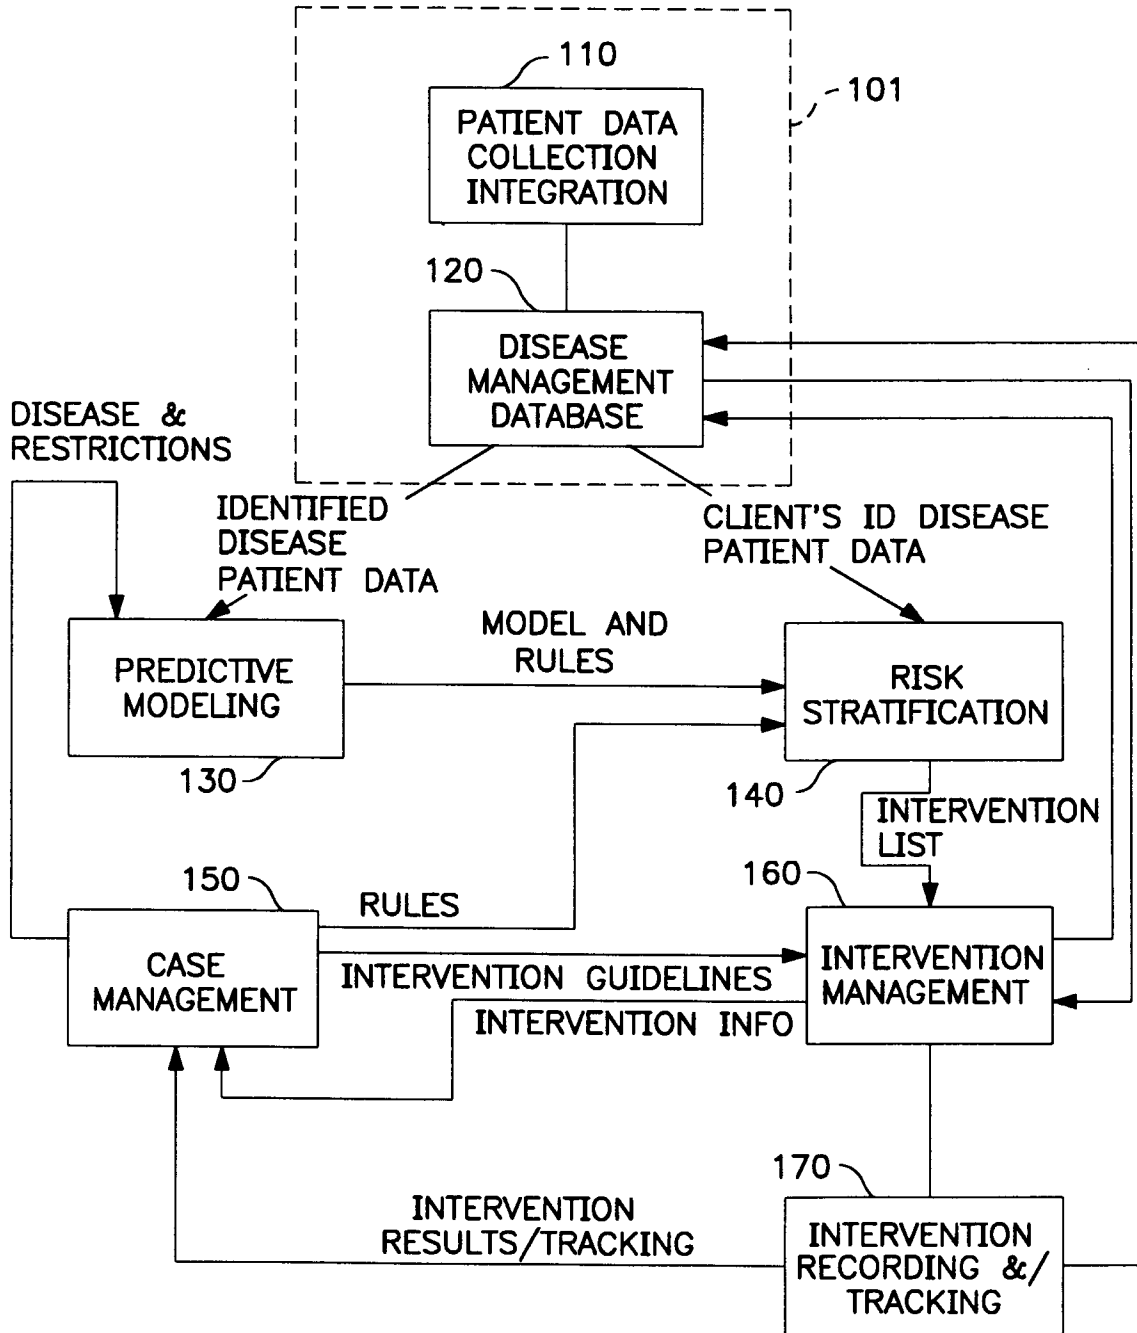 110
101
PATIENT DATA
COLLECTION
INTEGRATION
120
DISEASE
MANAGEMENT
DATABASE
DISEASE &
RESTRICTIONS
IDENTIFIED
DISEASE
PATIENT DATA
CLIENT'S ID DISEASE
PATIENT DATA
MODEL AND
RULES
PREDICTIVE
MODELING
130
RISK
STRATIFICATION
140
INTERVENTION
LIST
150
160
RULES
CASE
MANAGEMENT
INTERVENTION GUIDELINES
INTERVENTION INFO
INTERVENTION
MANAGEMENT
170
INTERVENTION
RESULTS/TRACKING
INTERVENTION
RECORDING &/
TRACKING